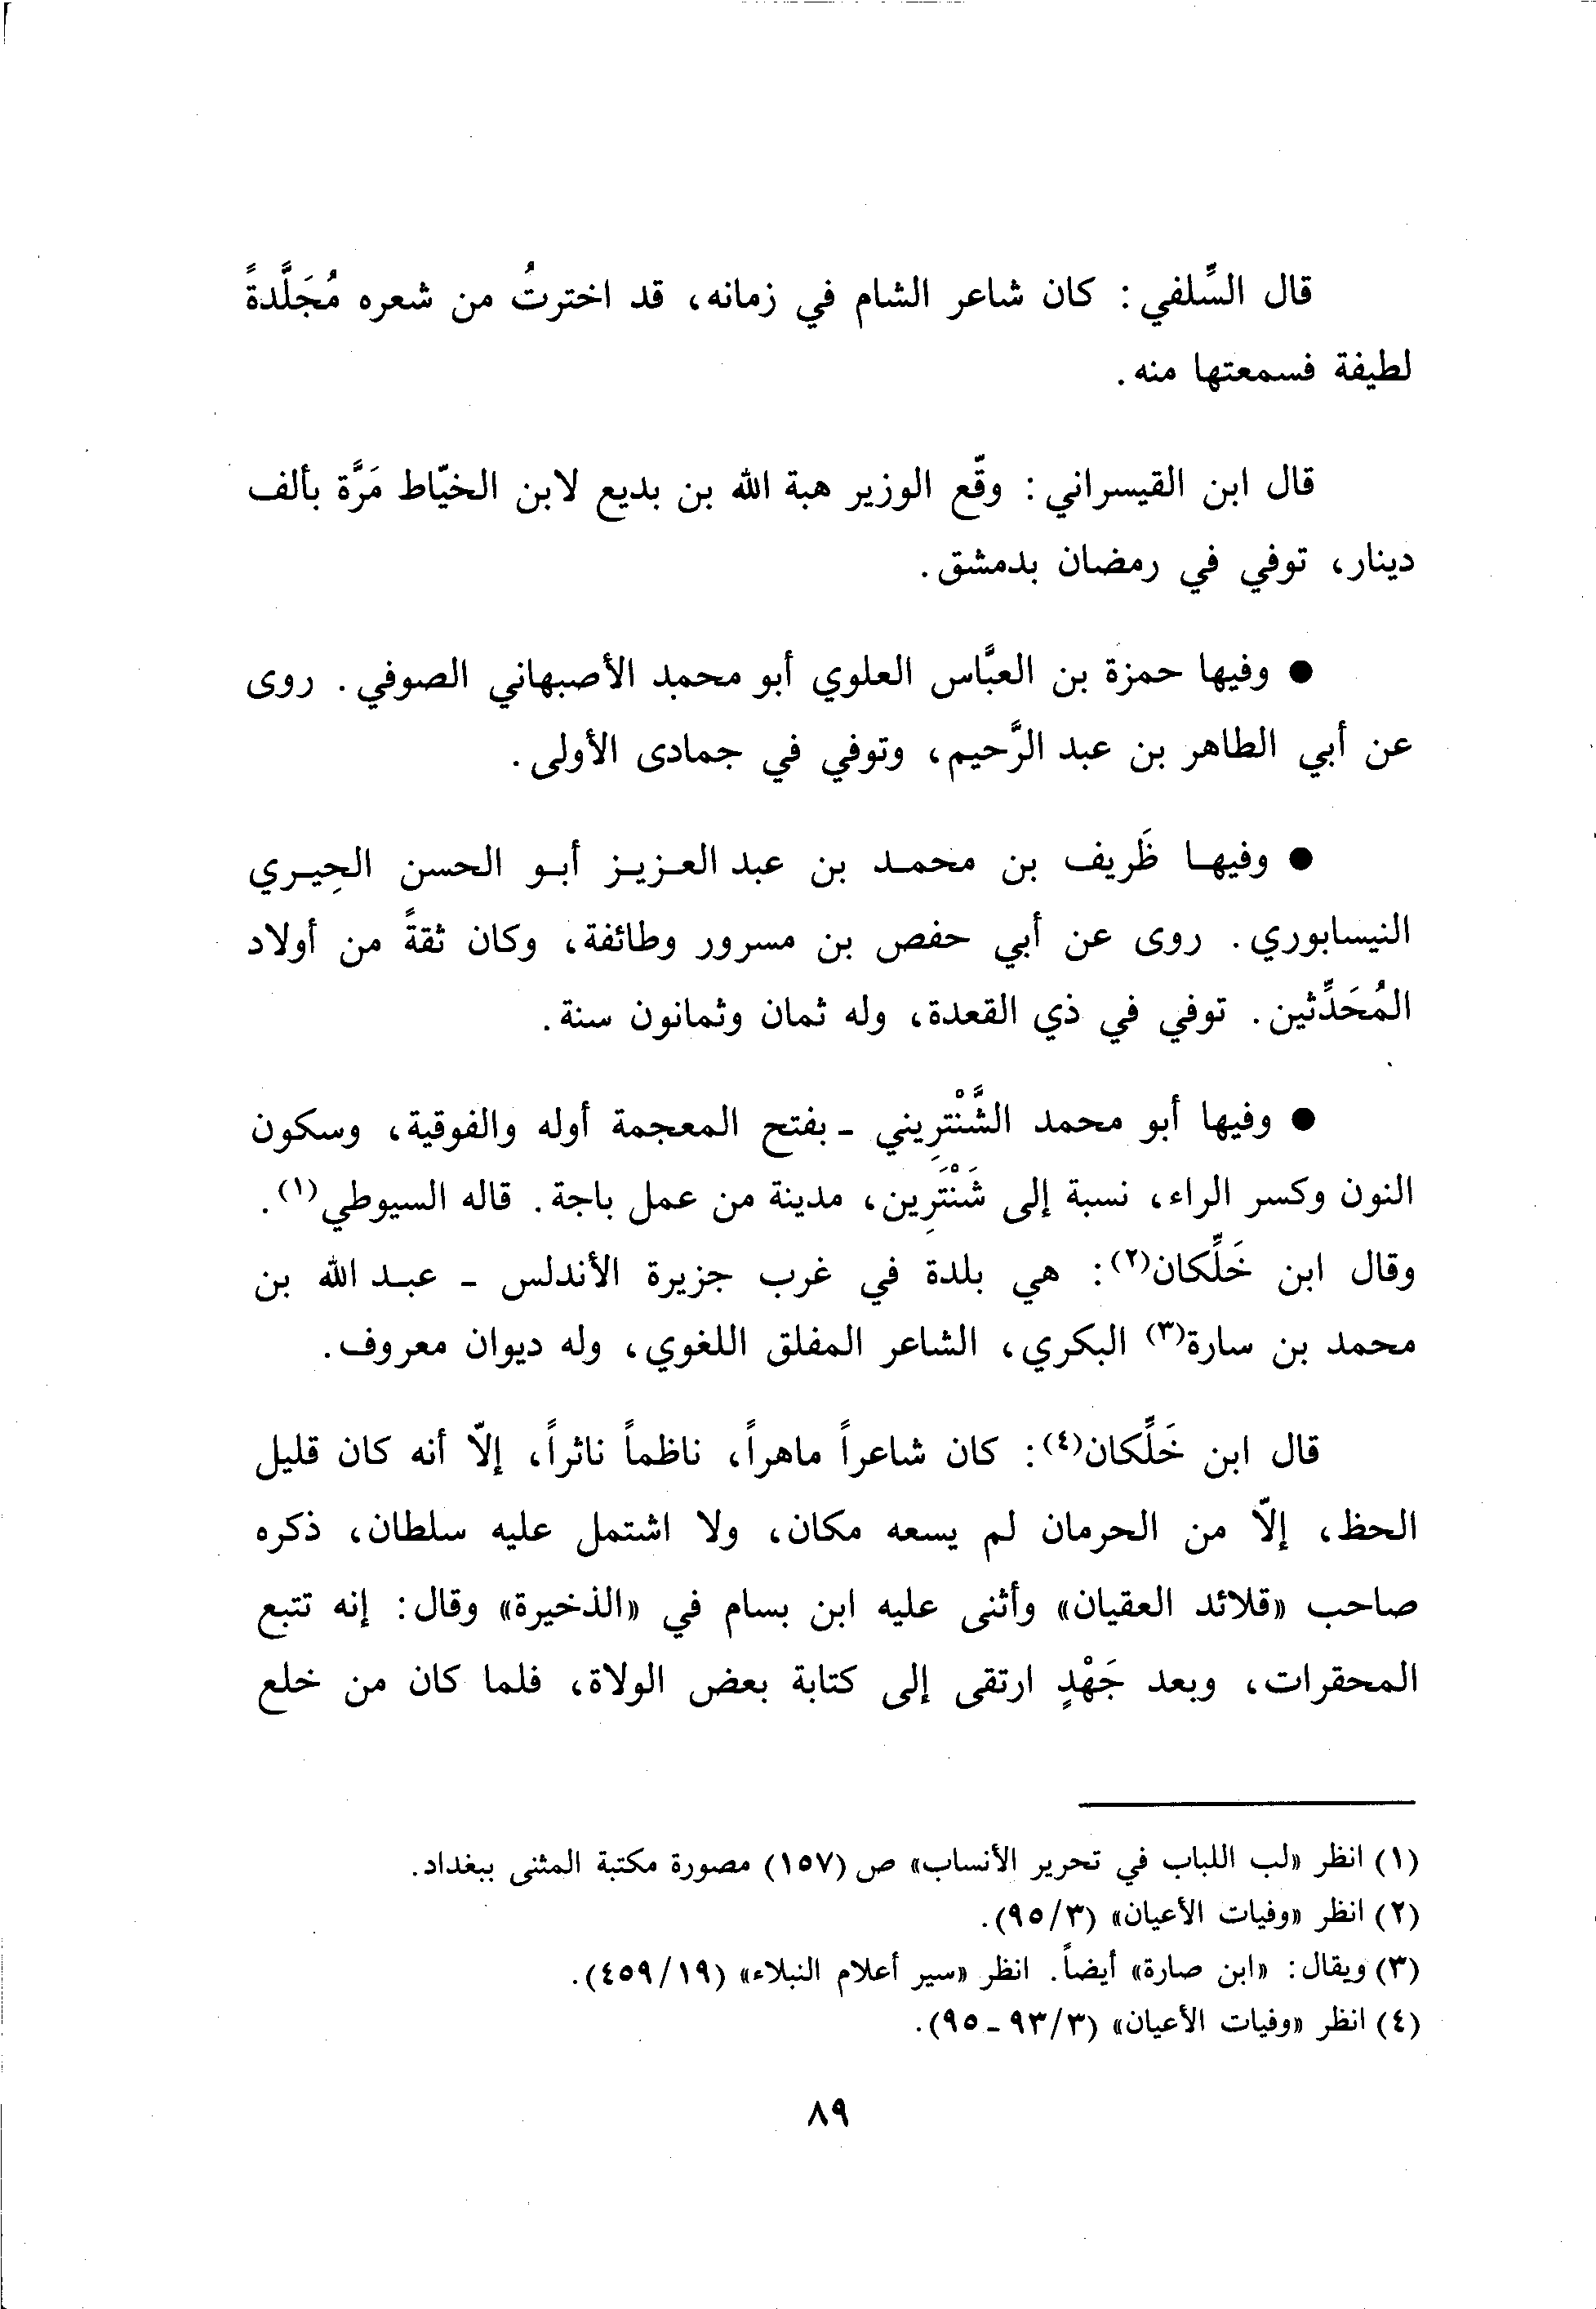 قال السِّلفي: كان شاعر الشام في زمانه، قد اخترتُ من شعره مُجَلَّدةً
لطيفة فسمعتها منه.
قال ابن القيسراني: وقّع الوزير هبة الله بن بديع لابن الخيّاط مَرَّة بألف
دينار، توفي في رمضان بدمشق.
● وفيها حمزة بن العبَّاس العلوي أبو محمد الأصبهاني الصوفي. روى
عن أبي الطاهر بن عبد الرَّحيم، وتوفي في جمادى الأولى.
● وفيها ظَريف بن محمد بن عبد العزيز أبو الحسن الحِيري
النيسابوري. روى عن أبي حفص بن مسرور وطائفة، وكان ثقةً من أولاد
المُحَدِّثين. توفي في ذي القعدة، وله ثمان وثمانون سنة.
● وفيها أبو محمد الشَّنْتَرِيني - بفتح المعجمة أوله والفوقية، وسكون
النون وكسر الراء، نسبة إلى شَنْتَرِين، مدينة من عمل باجة. قاله السيوطي(١).
وقال ابن خَلِّكان(٢): هي بلدة في غرب جزيرة الأندلس - عبد الله بن
محمد بن سارة(٣) البكري، الشاعر المفلق اللغوي، وله ديوان معروف.
قال ابن خَلِّكان(٤): كان شاعراً ماهراً، ناظماً ناثراً، إلاّ أنه كان قليل
الحظ، إلاّ من الحرمان لم يسعه مكان، ولا اشتمل عليه سلطان، ذكره
صاحب «قلائد العقيان» وأثنى عليه ابن بسام في «الذخيرة» وقال: إنه تتبع
المحقرات، وبعد جَهْدٍ ارتقى إلى كتابة بعض الولاة، فلما كان من خلع
(١) انظر «لب اللباب في تحرير الأنساب» ص (١٥٧) مصورة مكتبة المثنى ببغداد.
(٢) انظر «وفيات الأعيان» (٩٥/٣).
(٣) ويقال: «ابن صارة» أيضاً. انظر «سير أعلام النبلاء» (٤٥٩/١٩).
(٤) انظر «وفيات الأعيان» (٩٣/٣ - ٩٥).
٨٩